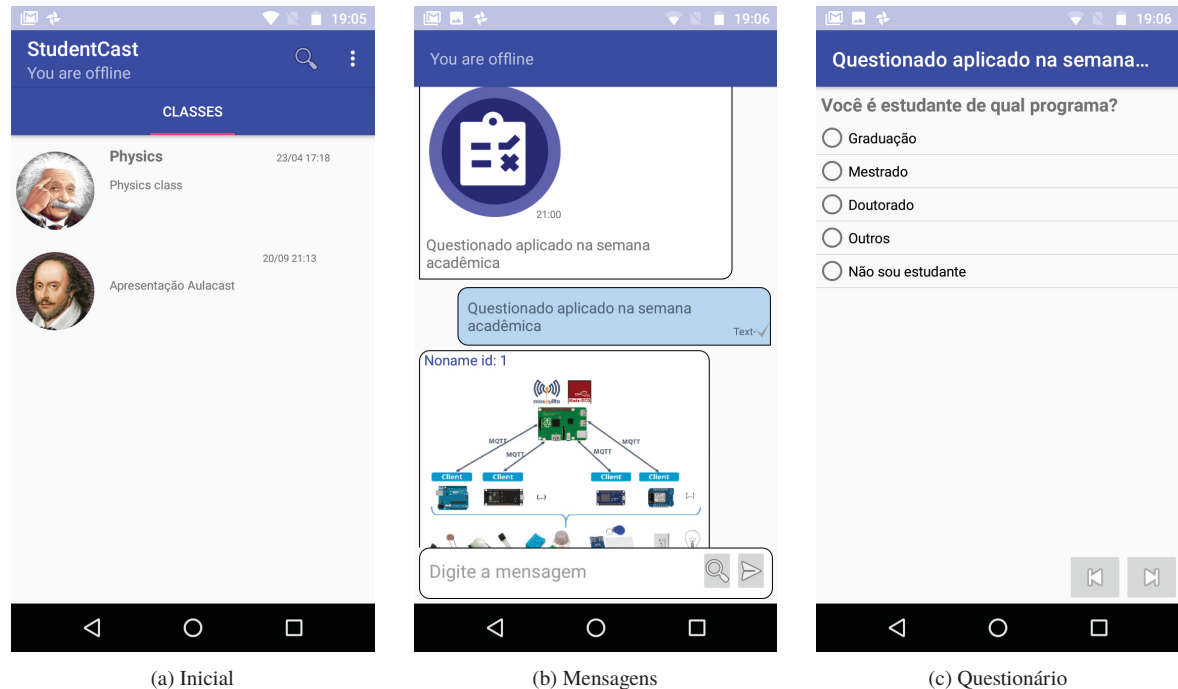 19:05
StudentCast
You are offline
CLASSES
Physics
23/04 17:18
Physics class
20/09 21:13
Apresentação Aulacast
(a) Inicial
19:06
You are offline
21:00
Questionado aplicado na semana
acadêmica
Questionado aplicado na semana
acadêmica
Text-
Noname id: 1
mosquitto
Node-RED
MQTT
MQTT
MQTT
MQTT
Client
Client
Client
Client
(...)
(...)
Digite a mensagem
(b) Mensagens
19:06
Questionado aplicado na semana...
Você é estudante de qual programa?
Graduação
Mestrado
Doutorado
Outros
Não sou estudante
(c) Questionário